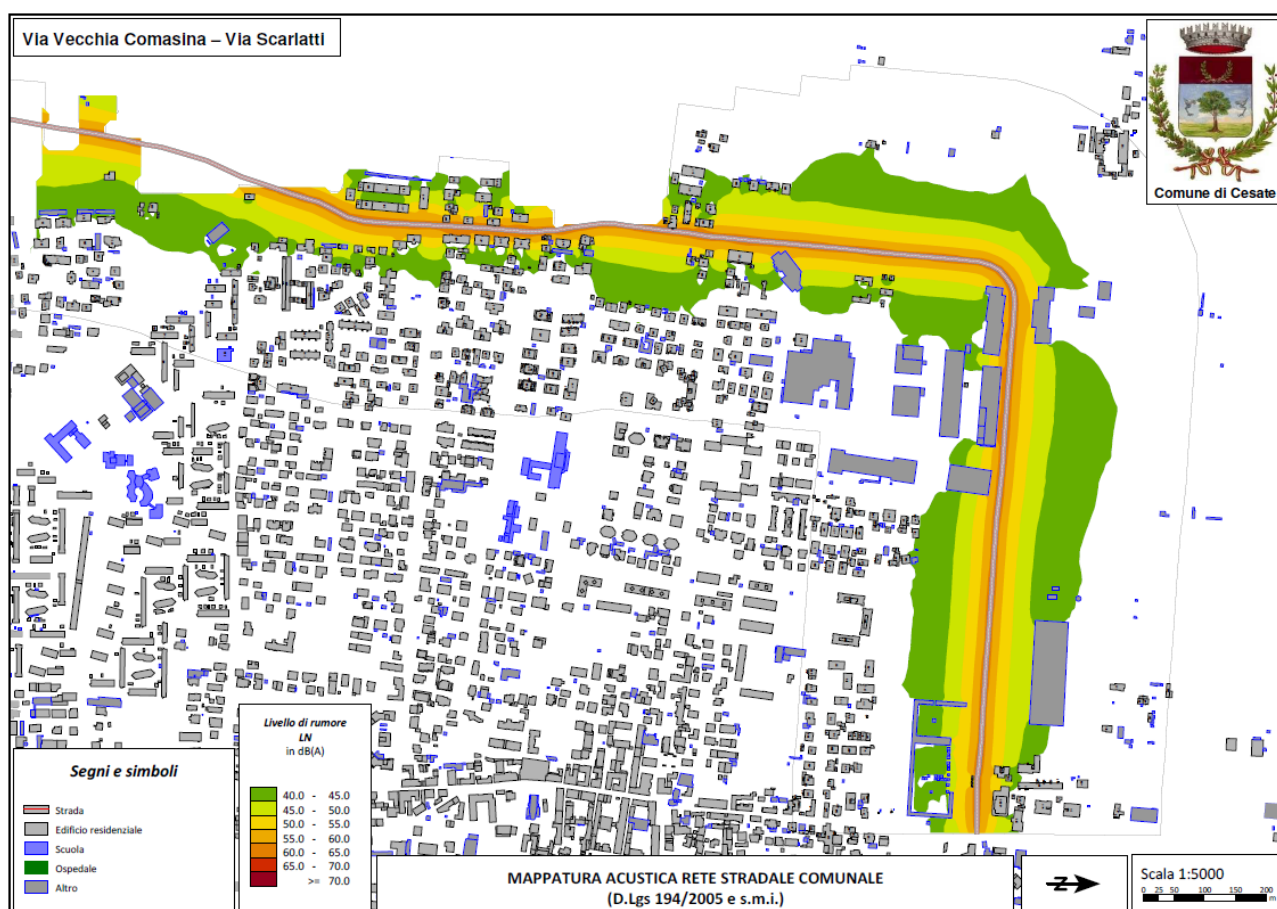 Via Vecchia Comasina – Via Scarlatti
Comune di Cesate
Segni e simboli
Strada
Edificio residenziale
Scuola
Ospedale
Altro
Livello di rumore
LN
in dB(A)
40.0 - 45.0
45.0 - 50.0
50.0 - 55.0
55.0 - 60.0
60.0 - 65.0
65.0 - 70.0
>= 70.0
MAPPATURA ACUSTICA RETE STRADALE COMUNALE
(D.Lgs 194/2005 e s.m.i.)
Z
Scala 1:5000
0 25 50 100 150 200
m